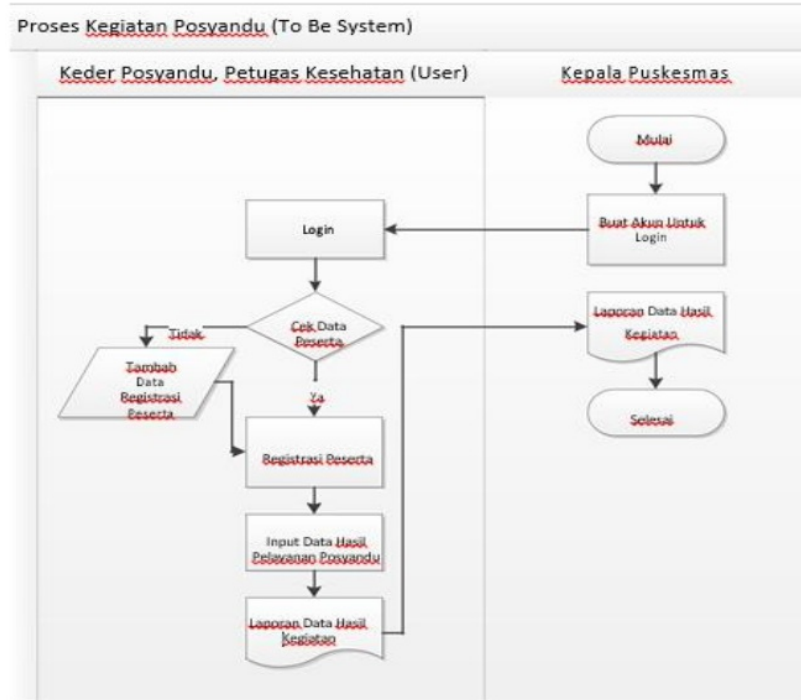 Proses Kegiatan Posyandu (To Be System)
Keder Posyandu, Petugas Kesehatan (User)
Kepala Puskesmas
Mulai
Buat Akun Untuk
Login
Login
Cek Data
Peserta
Tidak
Tambah
Data
Registrasi
Peserta
Ya
Registrasi Peserta
Input Data Hasil
Pelayanan Posyandu
Laporan Data Hasil
Kegiatan
Laporan Data Hasil
Kegiatan
Selesai